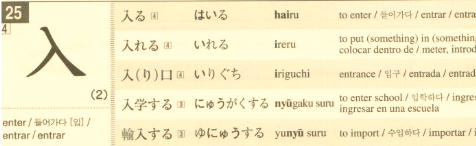 25
4
入
(2)
enter / 들어가다 [입] /
entrar / entrar
入る 4 はいる hairu to enter / 들어가다 / entrar / entra
入れる 4 いれる ireru to put (something) in (something
colocar dentro de / meter, introd
入(り)口 4 いりぐち iriguchi entrance / 입구 / entrada / entrad
入学する 3 にゅうがくする nyūgaku suru to enter school / 입학하다 / ingre
ingresar en una escuela
輸入する 3 ゆにゅうする yunyū suru to import / 수입하다 / importar / i